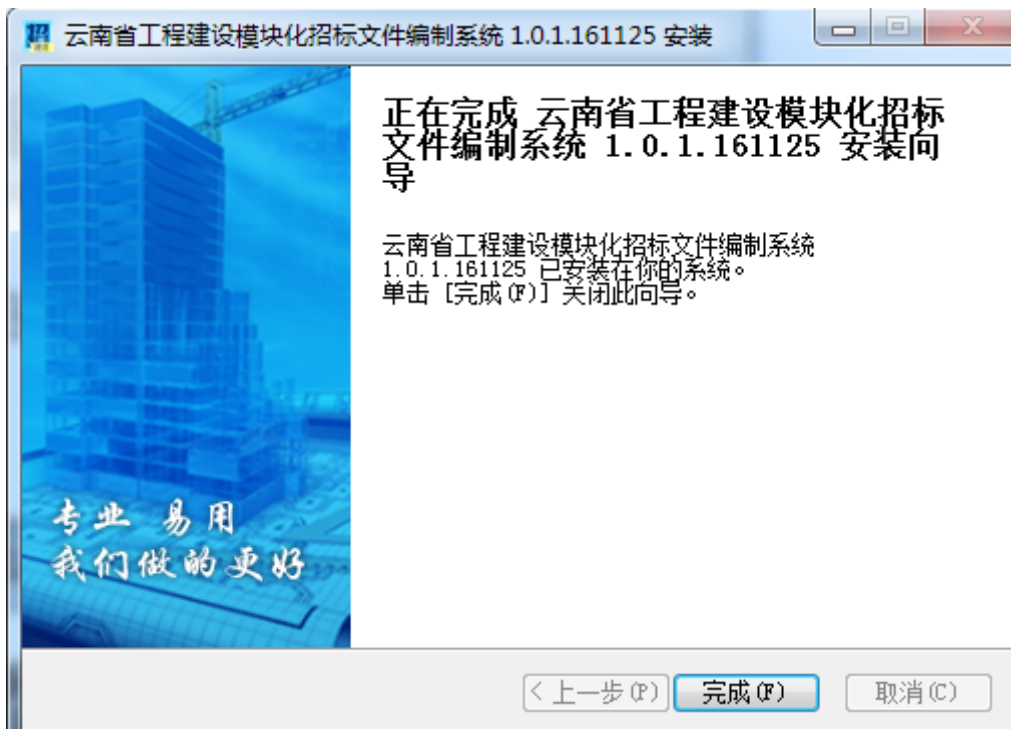 云南省工程建设模块化招标文件编制系统 1.0.1.161125 安装
正在完成 云南省工程建设模块化招标
文件编制系统 1.0.1.161125 安装向
导
云南省工程建设模块化招标文件编制系统
1.0.1.161125 已安装在你的系统。
单击 [完成(F)] 关闭此向导。
专业 易用
我们做的更好
< 上一步(P)
完成(F)
取消(C)